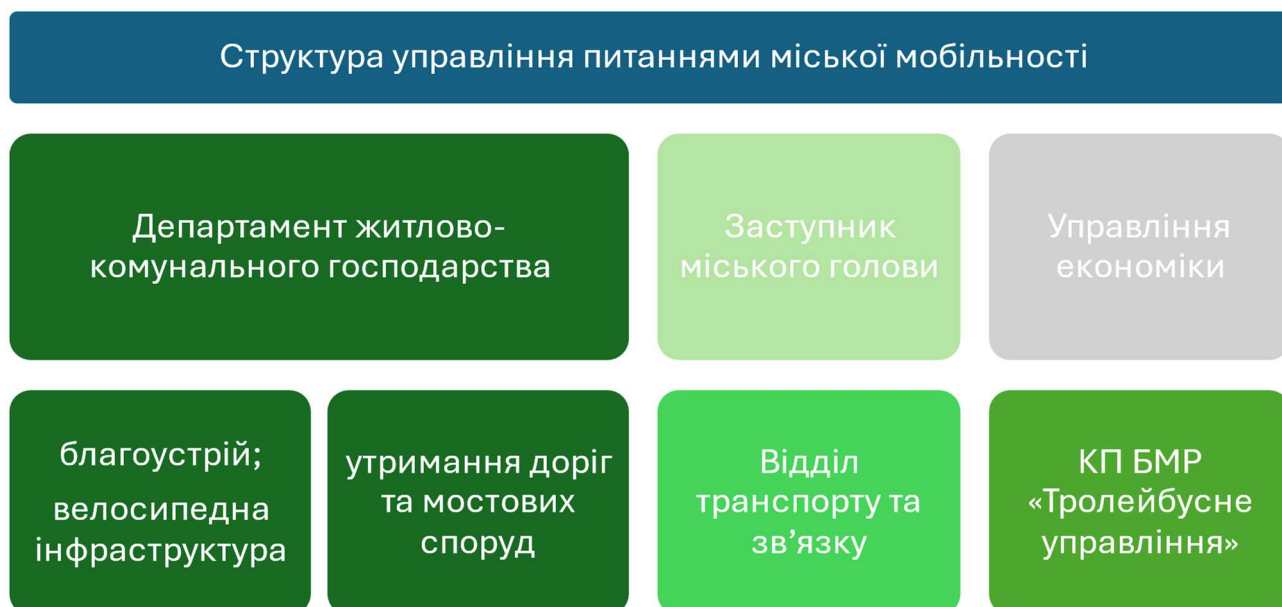 Структура управління питаннями міської мобільності
Департамент житлово-
комунального господарства
Заступник
міського голови
Управління
економіки
благоустрій;
велосипедна
інфраструктура
утримання доріг
та мостових
споруд
Відділ
транспорту та
зв’язку
КП БМР
«Тролейбусне
управління»